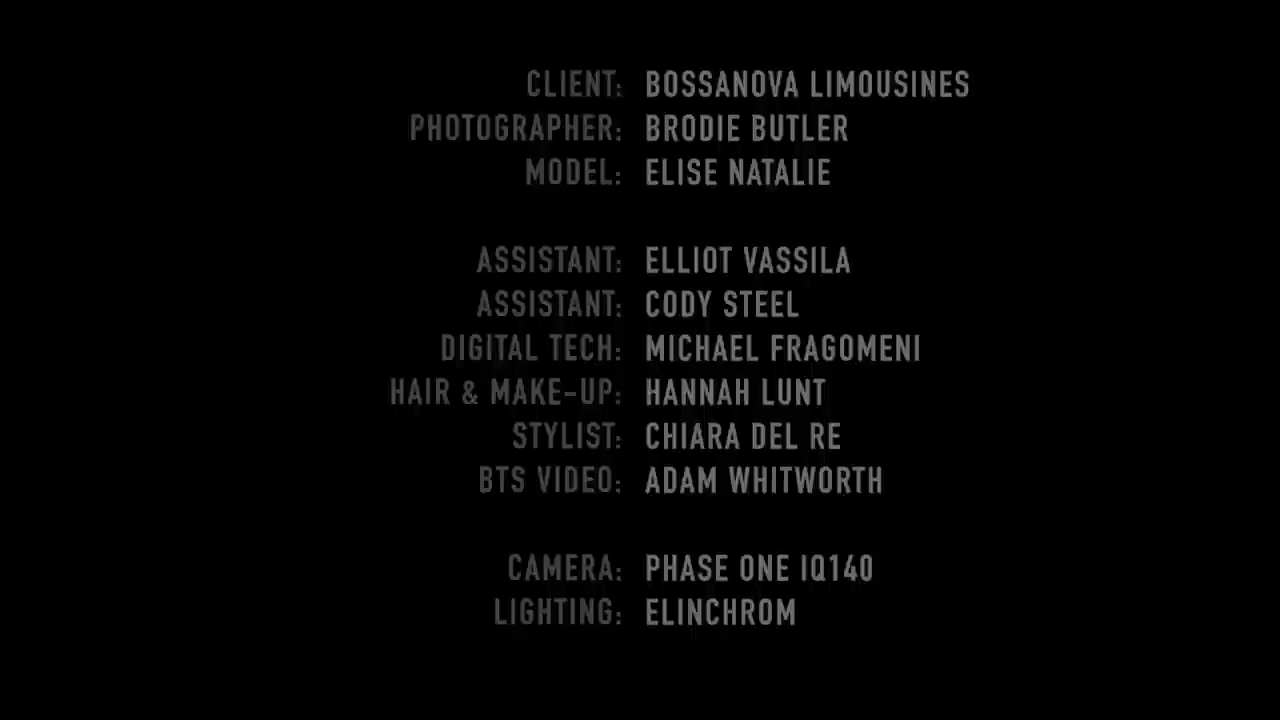 CLIENT: BOSSANOVA LIMOUSINES
PHOTOGRAPHER: BRODIE BUTLER
MODEL: ELISE NATALIE
ASSISTANT: ELLIOT VASSILA
ASSISTANT: CODY STEEL
DIGITAL TECH: MICHAEL FRAGOMENI
HAIR & MAKE-UP: HANNAH LUNT
STYLIST: CHIARA DEL RE
BTS VIDEO: ADAM WHITWORTH
CAMERA: PHASE ONE IQ140
LIGHTING: ELINCHROM